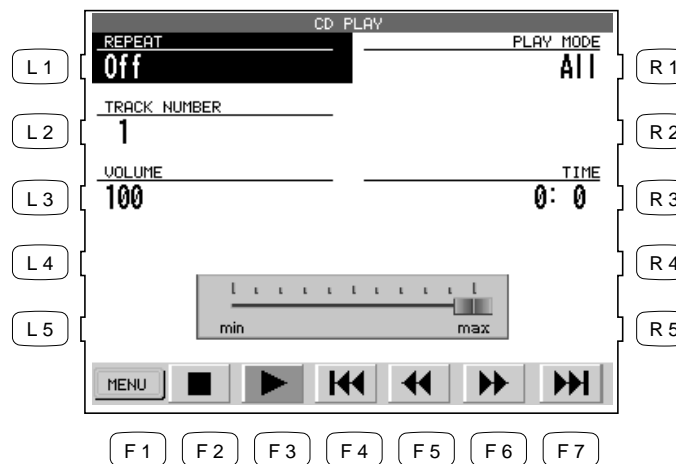 CD PLAY
REPEAT PLAY MODE
L 1 Off All R 1
TRACK NUMBER
L 2 1 R 2
VOLUME TIME
L 3 100 0: 0 R 3
L 4 R 4
min max
L 5 R 5
MENU
F 1 F 2 F 3 F 4 F 5 F 6 F 7